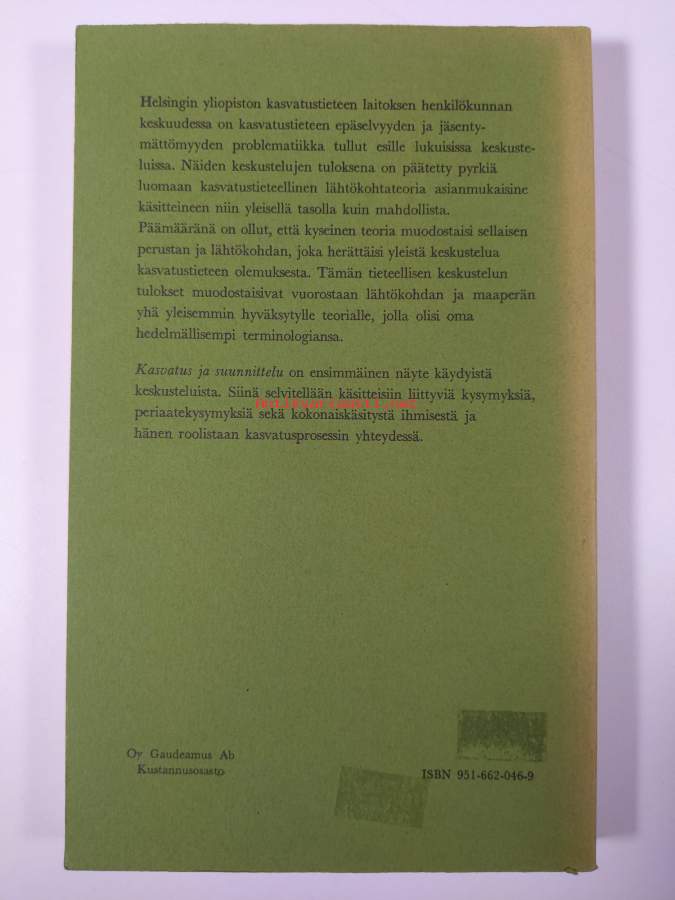 Helsingin yliopiston kasvatustieteen laitoksen henkilökunnan
keskuudessa on kasvatustieteen epäselvyyden ja jäsenty-
mättömyyden problematiikka tullut esille lukuisissa keskuste-
luissa. Näiden keskustelujen tuloksena on päätetty pyrkiä
luomaan kasvatustieteellinen lähtökohtateoria asianmukaisine
käsitteineen niin yleisellä tasolla kuin mahdollista.
Päämääränä on ollut, että kyseinen teoria muodostaisi sellaisen
perustan ja lähtökohdan, joka herättäisi yleistä keskustelua
kasvatustieteen olemuksesta. Tämän tieteellisen keskustelun
tulokset muodostaisivat vuorostaan lähtökohdan ja maaperän
yhä yleisemmin hyväksytylle teorialle, jolla olisi oma
hedelmällisempi terminologiansa.
Kasvatus ja suunnittelu on ensimmäinen näyte käydyistä
keskusteluista. Siinä selvitellään käsitteisiin liittyviä kysymyksiä,
periaatekysymyksiä sekä kokonaiskäsitystä ihmisestä ja
hänen roolistaan kasvatusprosessin yhteydessä.
Oy Gaudeamus Ab
Kustannusosasto
ISBN 951-662-046-9